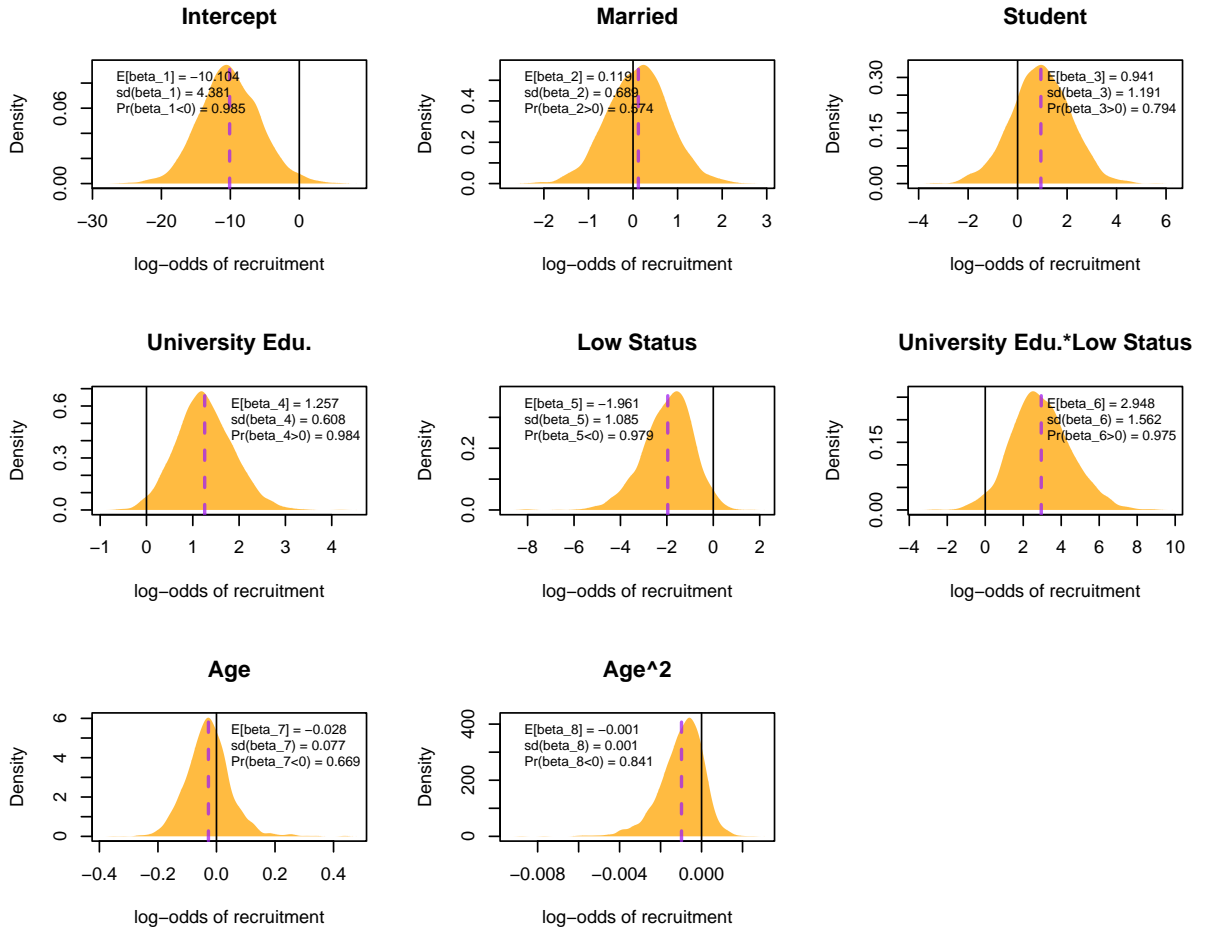 Intercept
E[beta_1] = −10.104
sd(beta_1) = 4.381
Pr(beta_1<0) = 0.985
Density
0.00
0.06
−30
−20
−10
0
log−odds of recruitment
Married
E[beta_2] = 0.119
sd(beta_2) = 0.689
Pr(beta_2>0) = 0.574
Density
0.0
0.2
0.4
−2
−1
0
1
2
3
log−odds of recruitment
Student
E[beta_3] = 0.941
sd(beta_3) = 1.191
Pr(beta_3>0) = 0.794
Density
0.00
0.15
0.30
−4
−2
0
2
4
6
log−odds of recruitment
University Edu.
E[beta_4] = 1.257
sd(beta_4) = 0.608
Pr(beta_4>0) = 0.984
Density
0.0
0.3
0.6
−1
0
1
2
3
4
log−odds of recruitment
Low Status
E[beta_5] = −1.961
sd(beta_5) = 1.085
Pr(beta_5<0) = 0.979
Density
0.0
0.2
−8
−6
−4
−2
0
2
log−odds of recruitment
University Edu.*Low Status
E[beta_6] = 2.948
sd(beta_6) = 1.562
Pr(beta_6>0) = 0.975
Density
0.00
0.15
−4
−2
0
2
4
6
8
10
log−odds of recruitment
Age
E[beta_7] = −0.028
sd(beta_7) = 0.077
Pr(beta_7<0) = 0.669
Density
0
2
4
6
−0.4
−0.2
0.0
0.2
0.4
log−odds of recruitment
Age^2
E[beta_8] = −0.001
sd(beta_8) = 0.001
Pr(beta_8<0) = 0.841
Density
0
200
400
−0.008
−0.004
0.000
log−odds of recruitment